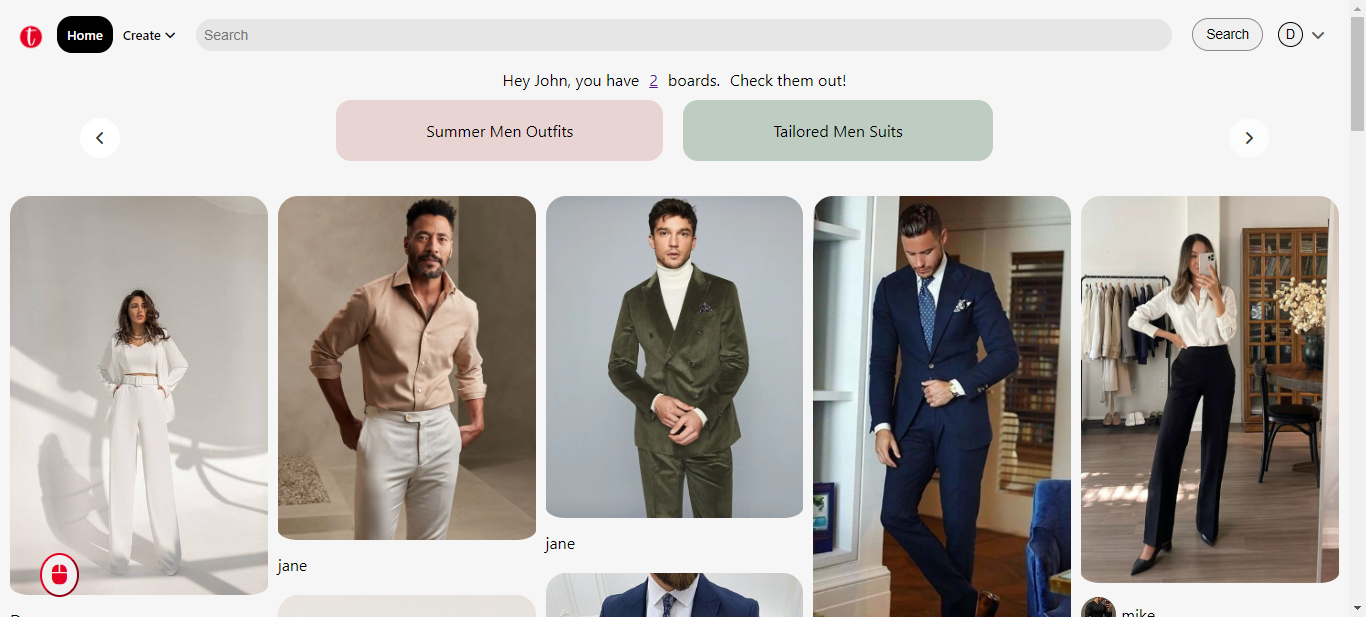 t Home Create Search Search D
Hey John, you have 2 boards. Check them out!
Summer Men Outfits Tailored Men Suits
jane
jane
mike